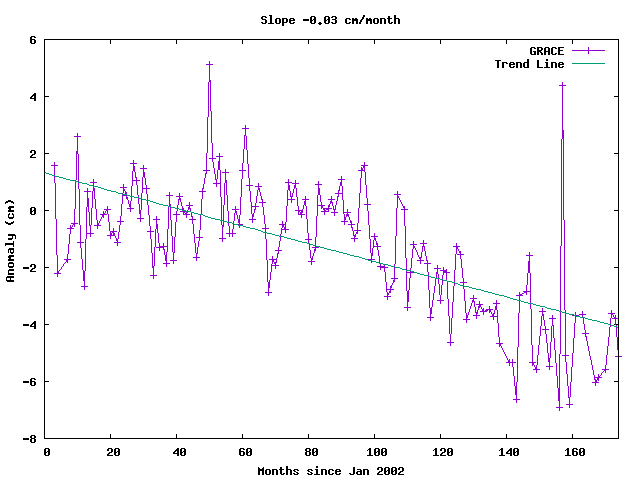 Slope -0.03 cm/month
GRACE
Trend Line
6
4
2
0
-2
-4
-6
-8
Anomaly (cm)
0 20 40 60 80 100 120 140 160
Months since Jan 2002